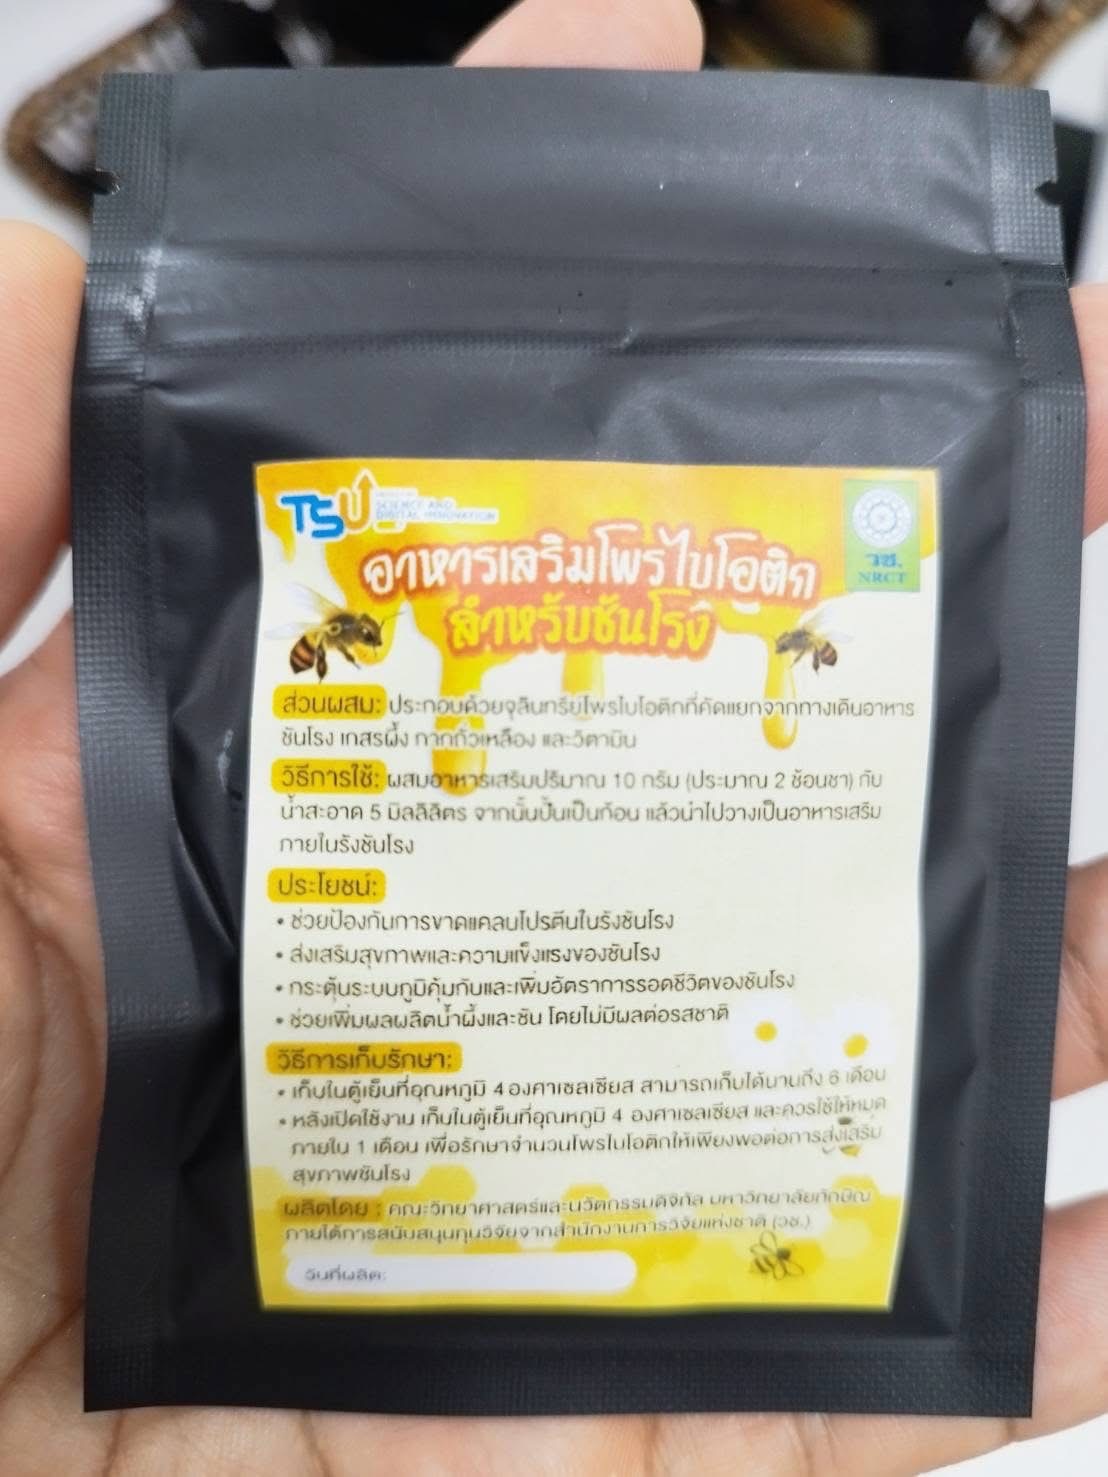 TSU
SCIENCE AND
DIGITAL INNOVATION
วช.
NRCT
อาหารเสริมโพรไบโอติก
สำหรับชันโรง
ส่วนผสม: ประกอบด้วยจุลินทรีย์โพรไบโอติกที่คัดแยกจากทางเดินอาหาร
ชันโรง เกสรผึ้ง กากถั่วเหลือง และวิตามิน
วิธีการใช้: ผสมอาหารเสริมปริมาณ 10 กรัม (ประมาณ 2 ช้อนชา) กับ
น้ำสะอาด 5 มิลลิลิตร จากนั้นปั้นเป็นก้อน แล้วนำไปวางเป็นอาหารเสริม
ภายในรังชันโรง
ประโยชน์:
• ช่วยป้องกันการขาดแคลนโปรตีนในรังชันโรง
• ส่งเสริมสุขภาพและความแข็งแรงของชันโรง
• กระตุ้นระบบภูมิคุ้มกันและเพิ่มอัตราการรอดชีวิตของชันโรง
• ช่วยเพิ่มผลผลิตน้ำผึ้งและชัน โดยไม่มีผลต่อรสชาติ
วิธีการเก็บรักษา:
• เก็บในตู้เย็นที่อุณหภูมิ 4 องศาเซลเซียส สามารถเก็บได้นานถึง 6 เดือน
• หลังเปิดใช้งาน เก็บในตู้เย็นที่อุณหภูมิ 4 องศาเซลเซียส และควรใช้ให้หมด
ภายใน 1 เดือน เพื่อรักษาจำนวนโพรไบโอติกให้เพียงพอต่อการส่งเสริม
สุขภาพชันโรง
ผลิตโดย : คณะวิทยาศาสตร์และนวัตกรรมดิจิทัล มหาวิทยาลัยทักษิณ
ภายใต้การสนับสนุนทุนวิจัยจากสำนักงานการวิจัยแห่งชาติ (วช.)
วันที่ผลิต: